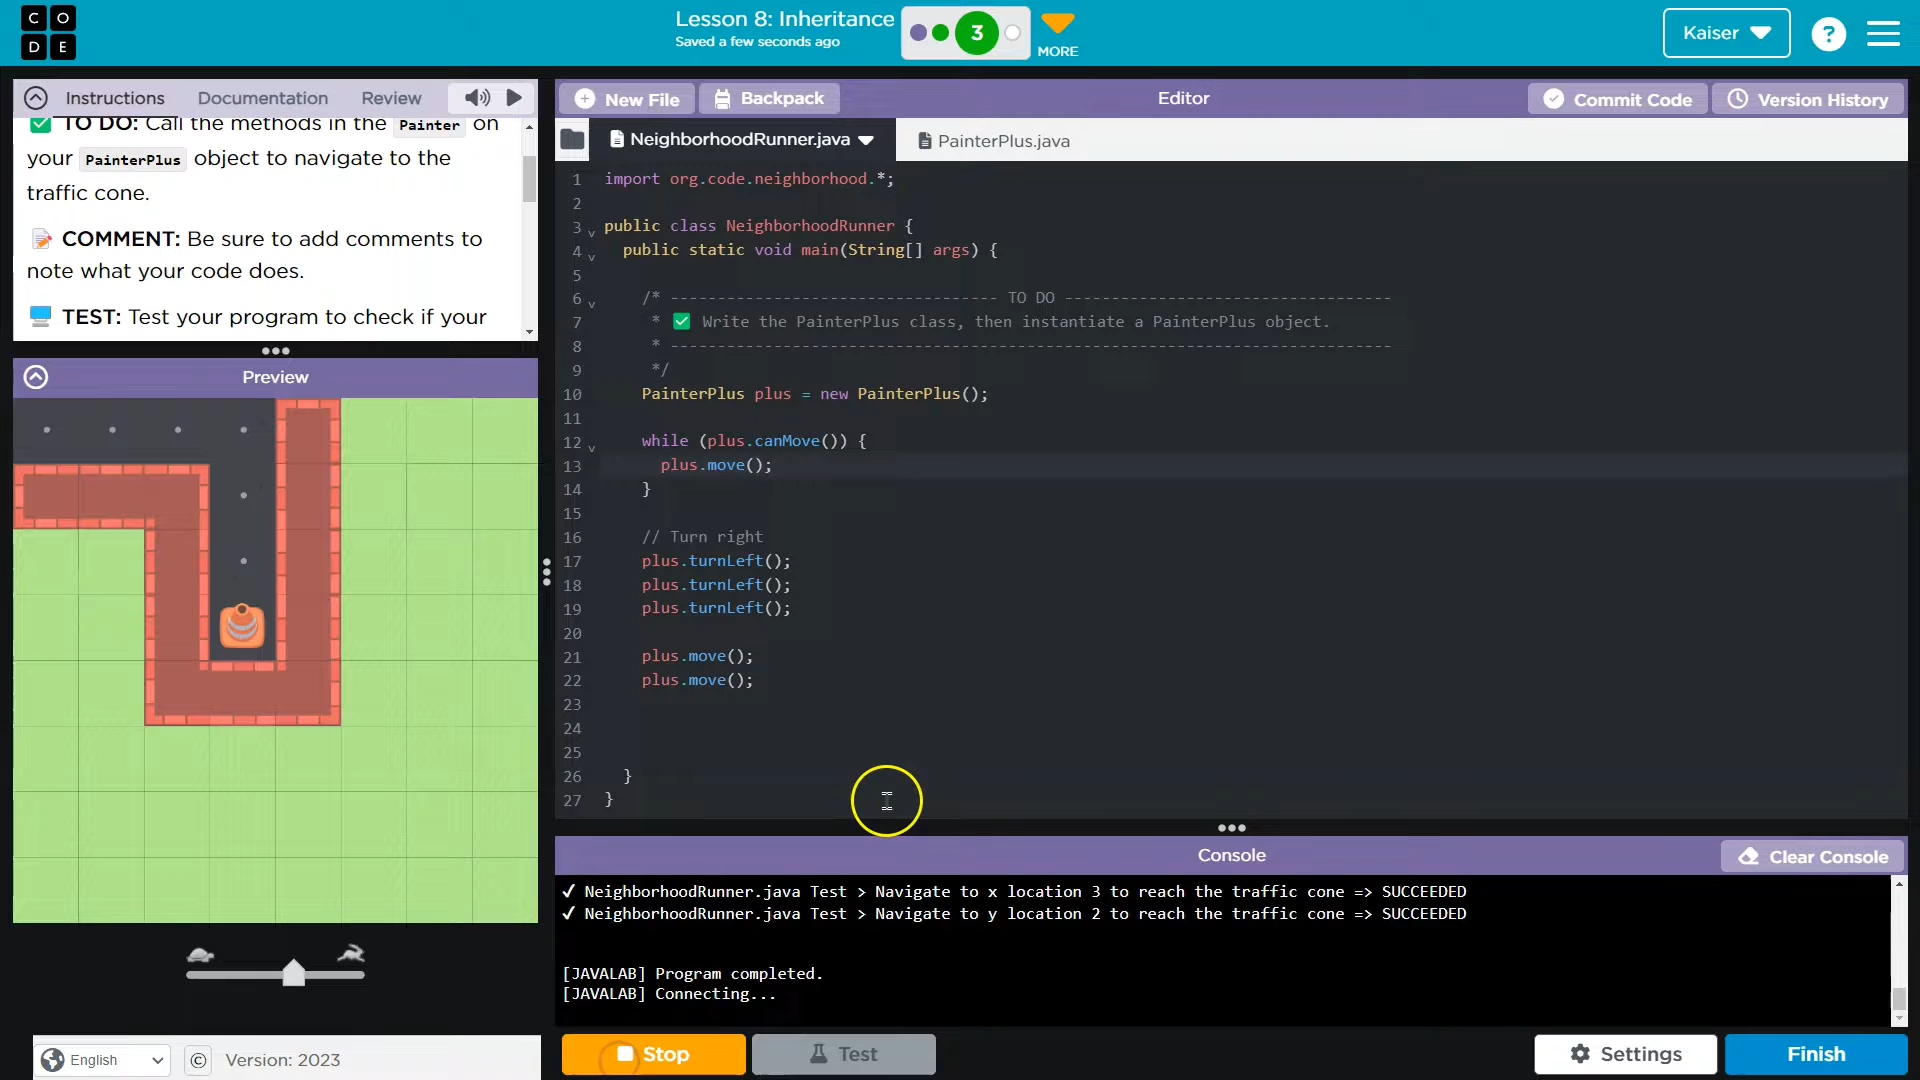 C O
D E
Lesson 8: Inheritance
Saved a few seconds ago
3
MORE
Kaiser
?
Instructions
Documentation
Review
✅ TO DO: Call the methods in the Painter on
your PainterPlus object to navigate to the
traffic cone.
📝 COMMENT: Be sure to add comments to
note what your code does.
🖥️ TEST: Test your program to check if your
Preview
New File
Backpack
Editor
Commit Code
Version History
NeighborhoodRunner.java
PainterPlus.java
1 import org.code.neighborhood.*;
2
3 public class NeighborhoodRunner {
4 public static void main(String[] args) {
5
6 /* ----------------------------------- TO DO -----------------------------------
7 * ✅ Write the PainterPlus class, then instantiate a PainterPlus object.
8 * -----------------------------------------------------------------------------
9 */
10 PainterPlus plus = new PainterPlus();
11
12 while (plus.canMove()) {
13 plus.move();
14 }
15
16 // Turn right
17 plus.turnLeft();
18 plus.turnLeft();
19 plus.turnLeft();
20
21 plus.move();
22 plus.move();
23
24
25
26 }
27 }
Console
Clear Console
✓ NeighborhoodRunner.java Test > Navigate to x location 3 to reach the traffic cone => SUCCEEDED
✓ NeighborhoodRunner.java Test > Navigate to y location 2 to reach the traffic cone => SUCCEEDED
[JAVALAB] Program completed.
[JAVALAB] Connecting...
English
©
Version: 2023
Stop
Test
Settings
Finish